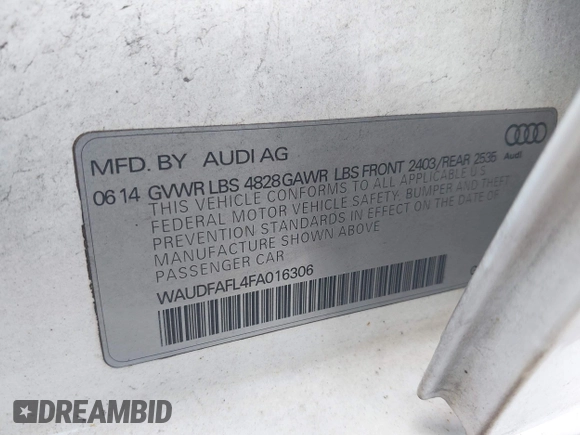 MFD. BY AUDI AG
06 14 GVWR LBS 4828 GAWR LBS FRONT 2403/REAR 2535
THIS VEHICLE CONFORMS TO ALL APPLICABLE U.S
FEDERAL MOTOR VEHICLE SAFETY, BUMPER AND THEFT
PREVENTION STANDARDS IN EFFECT ON THE DATE OF
MANUFACTURE SHOWN ABOVE
PASSENGER CAR
WAUDFAFL4FA016306
Audi
DREAMBID